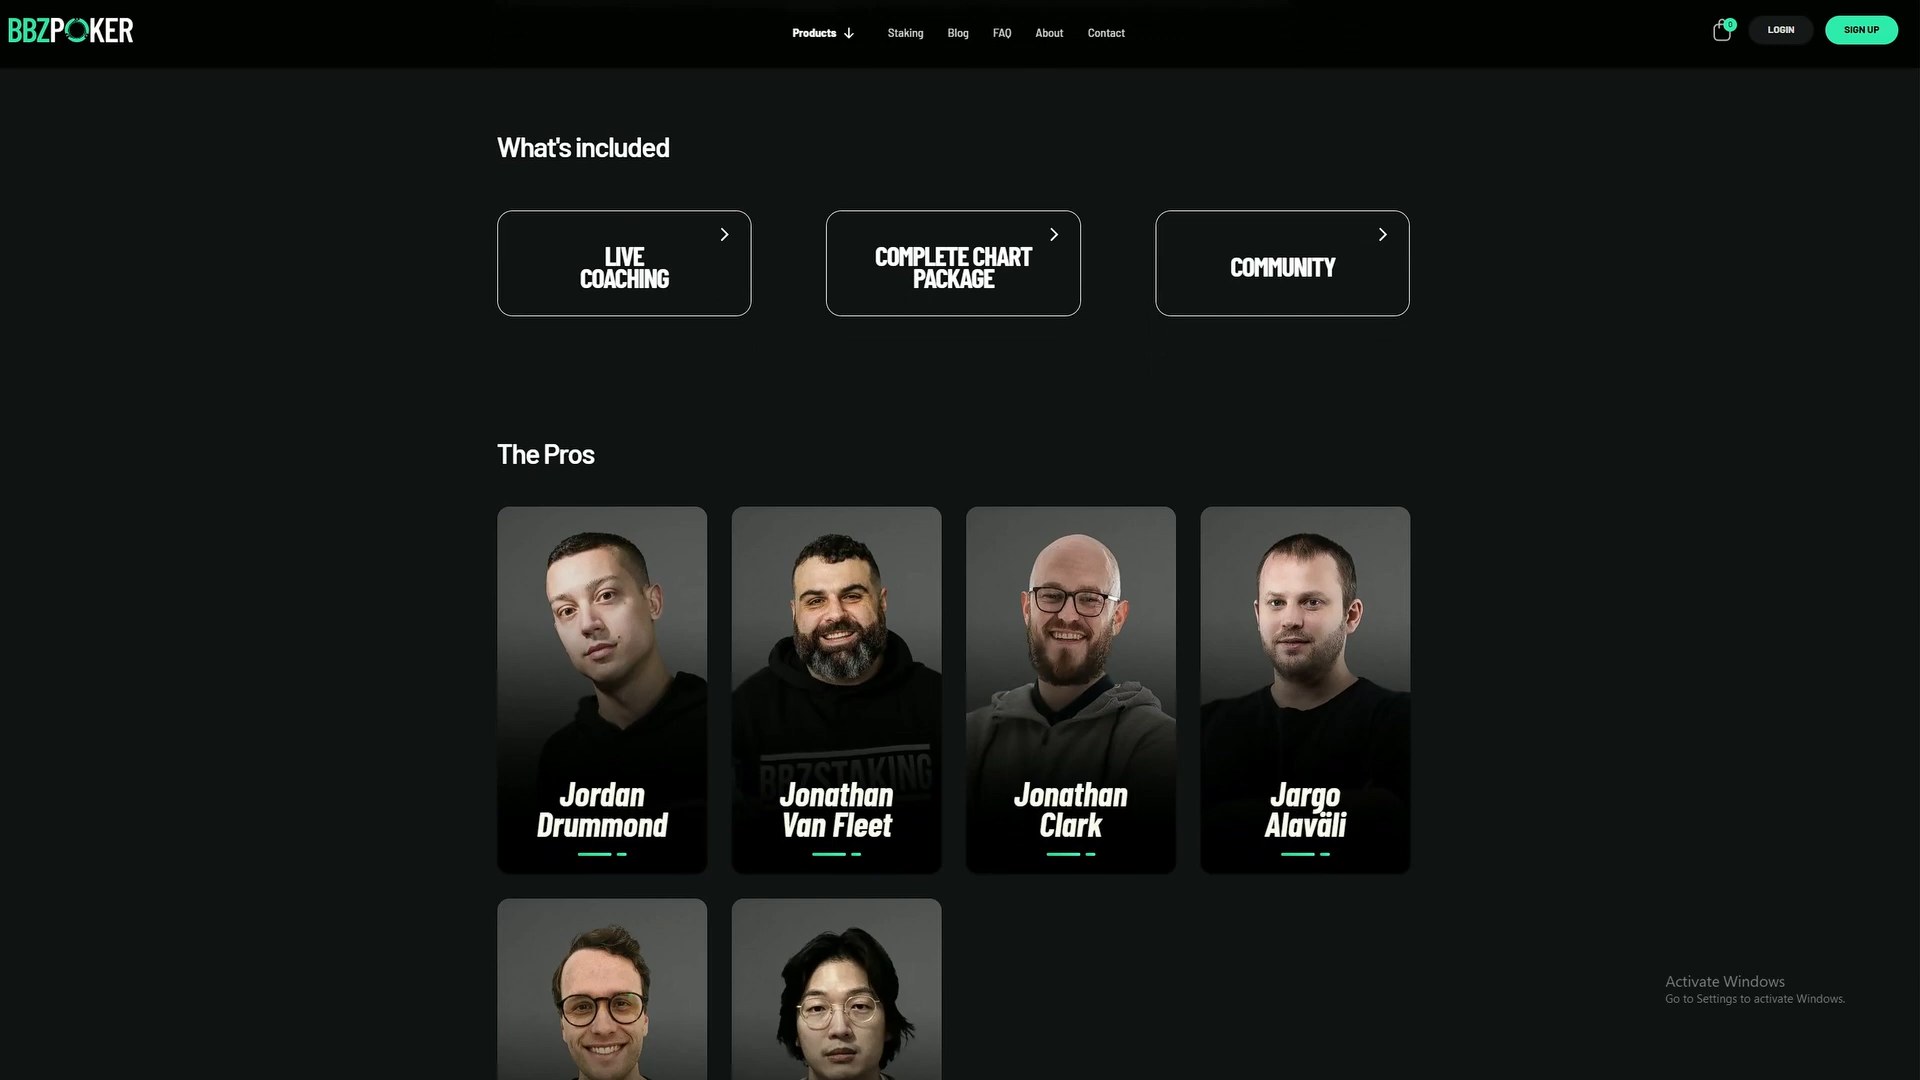 BBZPOKER
Products
Staking
Blog
FAQ
About
Contact
0
LOGIN
SIGN UP
What's included
LIVE
COACHING
COMPLETE CHART
PACKAGE
COMMUNITY
The Pros
BBZSTAKING
Jordan
Drummond
Jonathan
Van Fleet
Jonathan
Clark
Jargo
Alaväli
Activate Windows
Go to Settings to activate Windows.